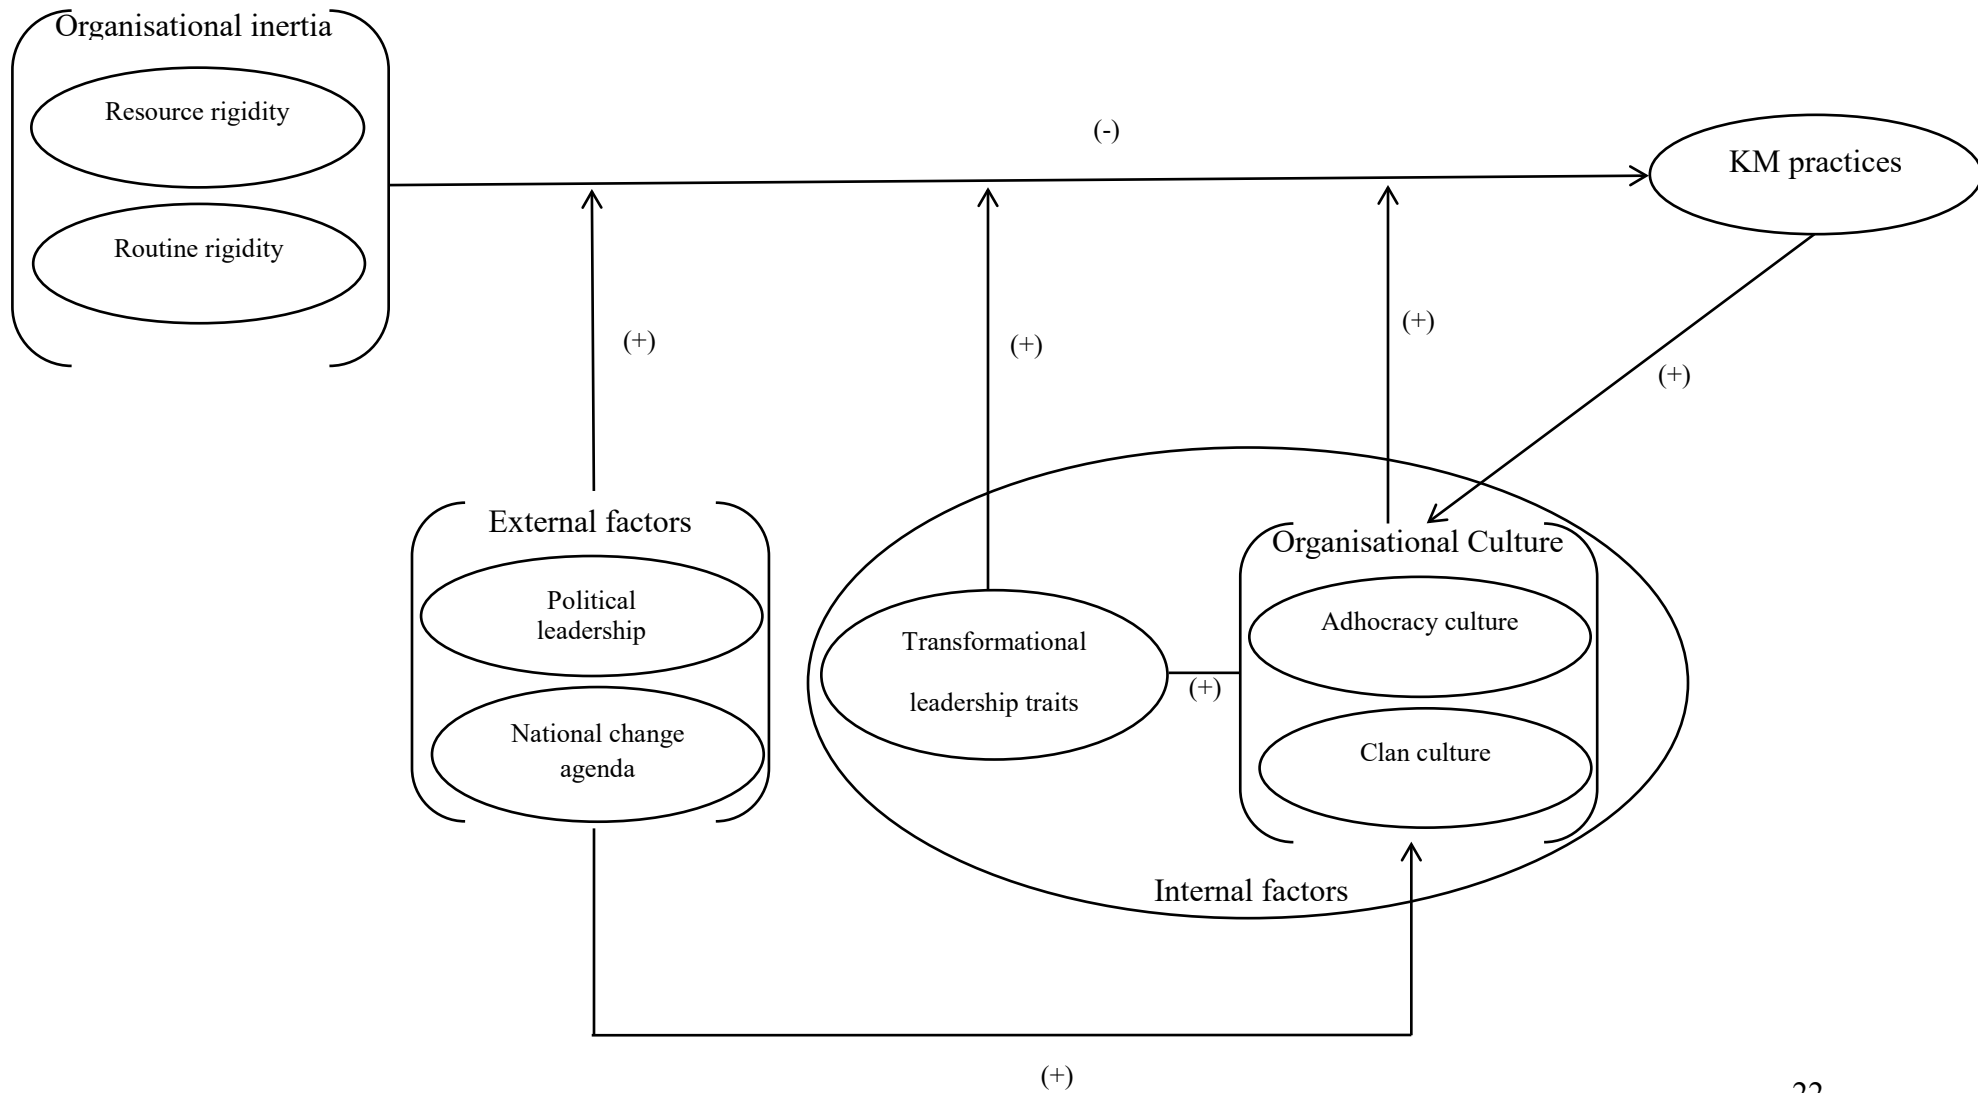 Organisational inertia
Resource rigidity
Routine rigidity
(-)
KM practices
(+)
(+)
(+)
(+)
External factors
Political
leadership
National change
agenda
Organisational Culture
Transformational
leadership traits
(+)
Adhocracy culture
Clan culture
Internal factors
(+)
22